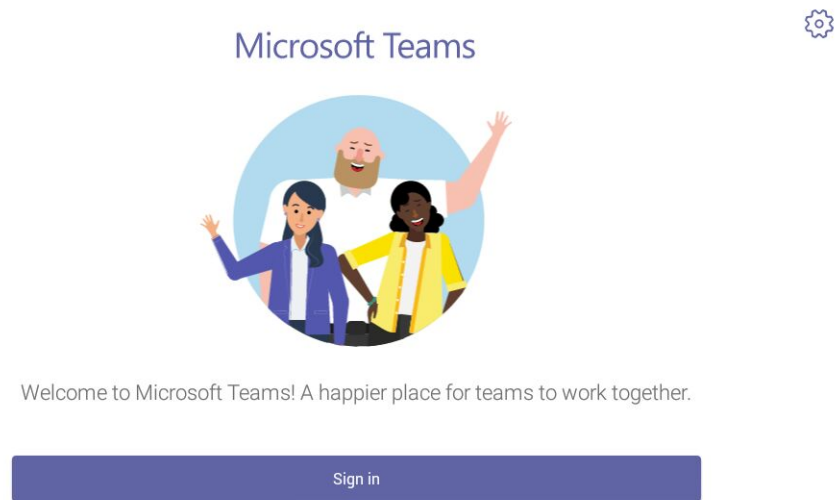 Microsoft Teams
Welcome to Microsoft Teams! A happier place for teams to work together.
Sign in